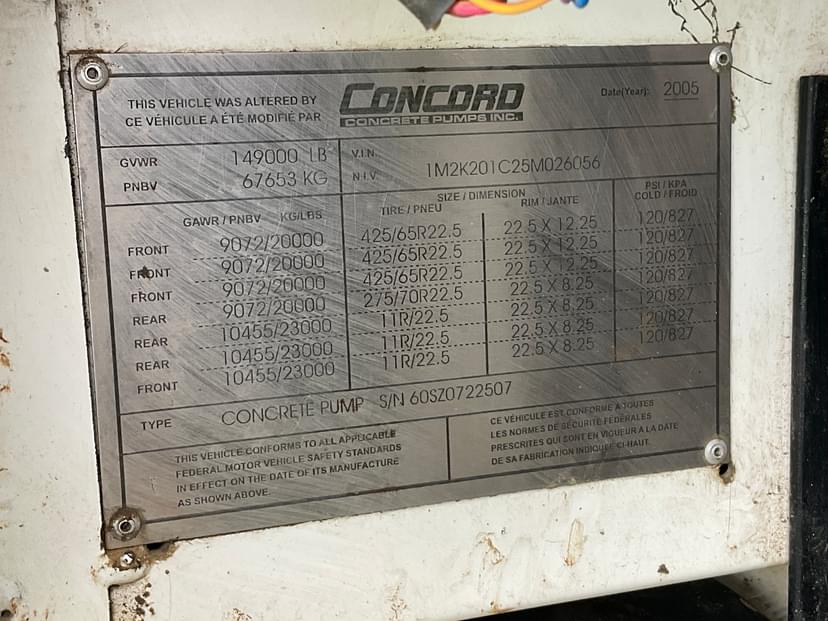 THIS VEHICLE WAS ALTERED BY
CE VÉHICULE A ÉTÉ MODIFIÉ PAR
CONCORD
CONCRETE PUMPS INC.
Date(Year): 2005
GVWR 149000 LB
PNBV 67653 KG
V.I.N.
N.I.V. 1M2K201C25M026056
GAWR / PNBV KG/LBS
SIZE / DIMENSION
TIRE / PNEU RIM / JANTE
PSI / KPA
COLD / FROID
FRONT 9072/20000 425/65R22.5 22.5 X 12.25 120/827
FRONT 9072/20000 425/65R22.5 22.5 X 12.25 120/827
FRONT 9072/20000 425/65R22.5 22.5 X 12.25 120/827
REAR 9072/20000 275/70R22.5 22.5 X 8.25 120/827
REAR 10455/23000 11R/22.5 22.5 X 8.25 120/827
REAR 10455/23000 11R/22.5 22.5 X 8.25 120/827
FRONT 10455/23000 11R/22.5 22.5 X 8.25 120/827
TYPE CONCRETE PUMP S/N 60SZ0722507
THIS VEHICLE CONFORMS TO ALL APPLICABLE
FEDERAL MOTOR VEHICLE SAFETY STANDARDS
IN EFFECT ON THE DATE OF ITS MANUFACTURE
AS SHOWN ABOVE.
CE VÉHICULE EST CONFORME A TOUTES
LES NORMES DE SÉCURITÉ FÉDÉRALES
PRESCRITES QUI SONT EN VIGUEUR A LA DATE
DE SA FABRICATION INDIQUÉE CI-HAUT.